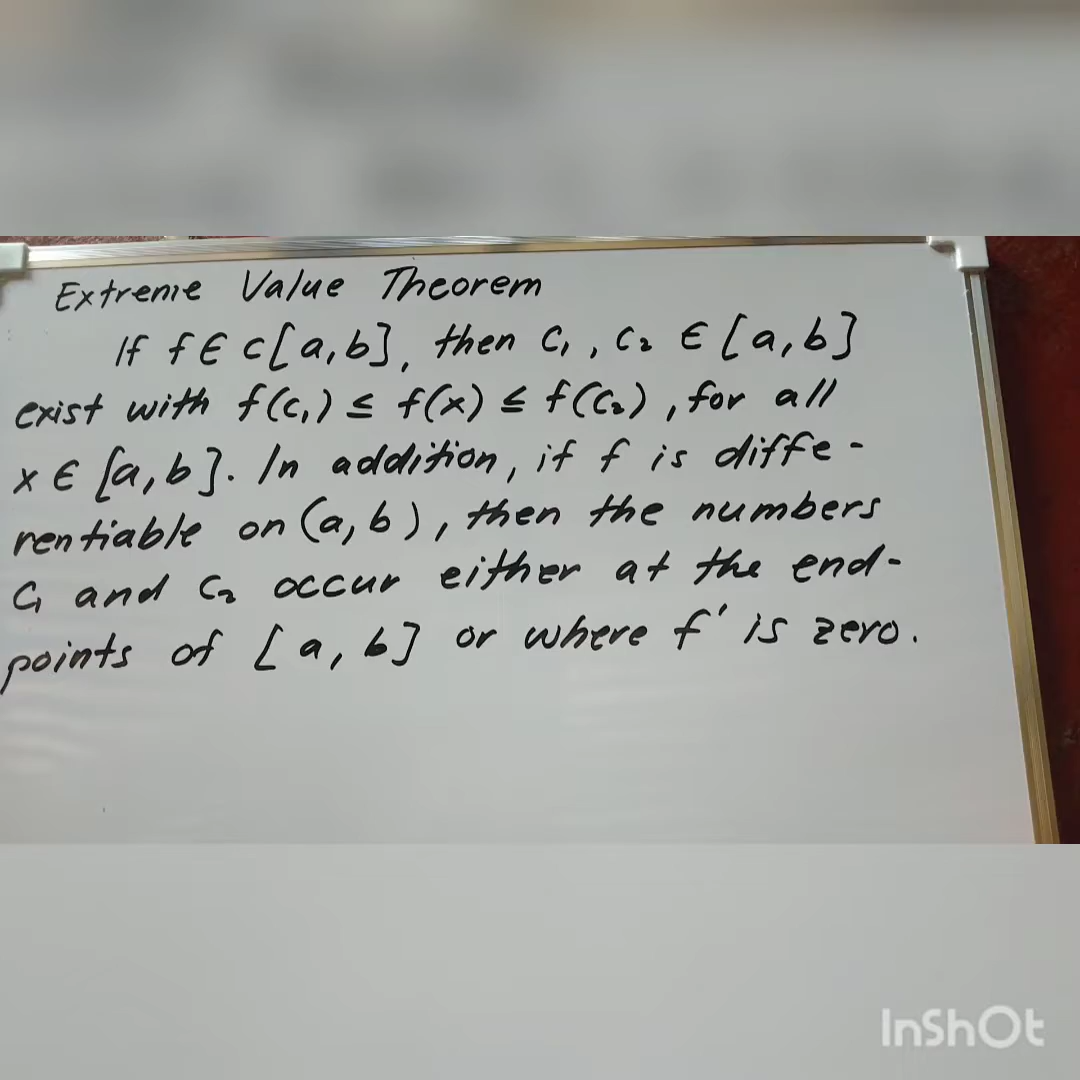 Extreme Value Theorem
If f ∈ c[a,b], then c₁, c₂ ∈ [a,b]
exist with f(c₁) ≤ f(x) ≤ f(c₂), for all
x ∈ [a,b]. In addition, if f is diffe-
rentiable on (a,b), then the numbers
c₁ and c₂ occur either at the end-
points of [a,b] or where f' is zero.
InShOt